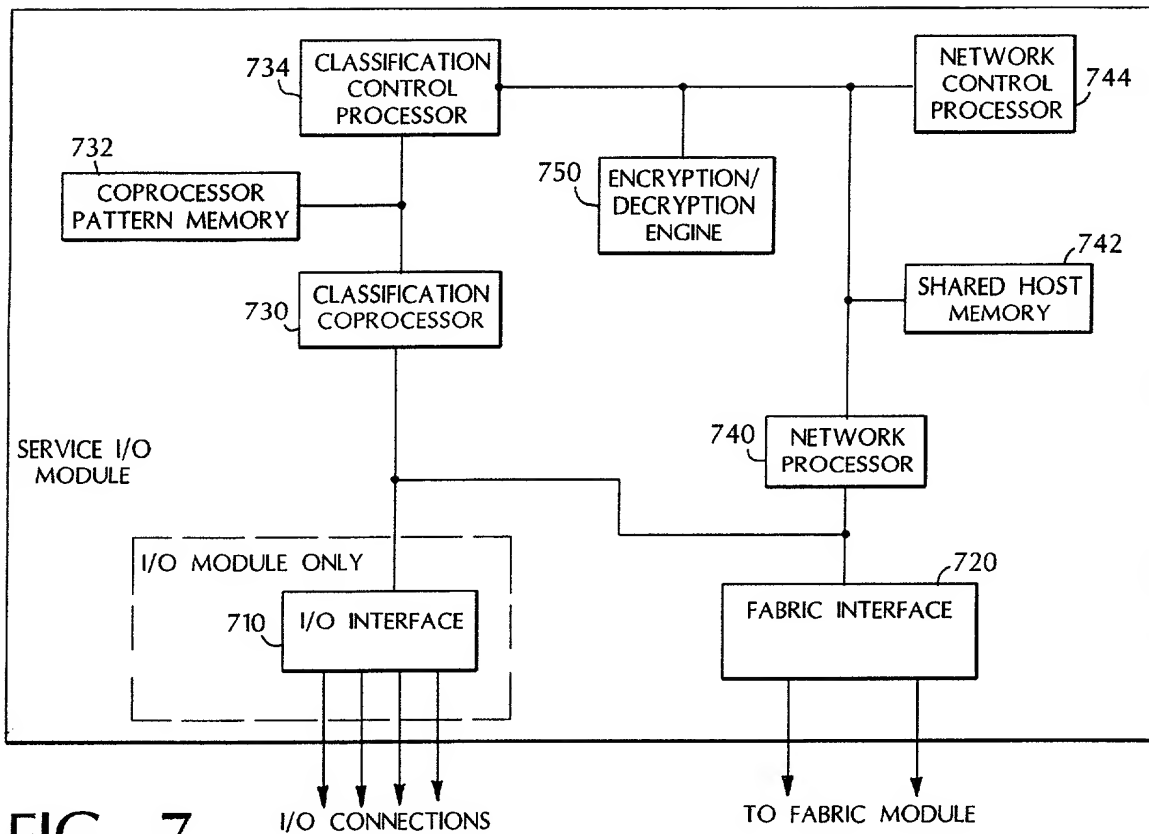 734
CLASSIFICATION
CONTROL
PROCESSOR
NETWORK
CONTROL
PROCESSOR
744
732
COPROCESSOR
PATTERN MEMORY
750
ENCRYPTION/
DECRYPTION
ENGINE
742
SHARED HOST
MEMORY
730
CLASSIFICATION
COPROCESSOR
740
NETWORK
PROCESSOR
SERVICE I/O
MODULE
I/O MODULE ONLY
710
I/O INTERFACE
720
FABRIC INTERFACE
FIG. 7
I/O CONNECTIONS
TO FABRIC MODULE